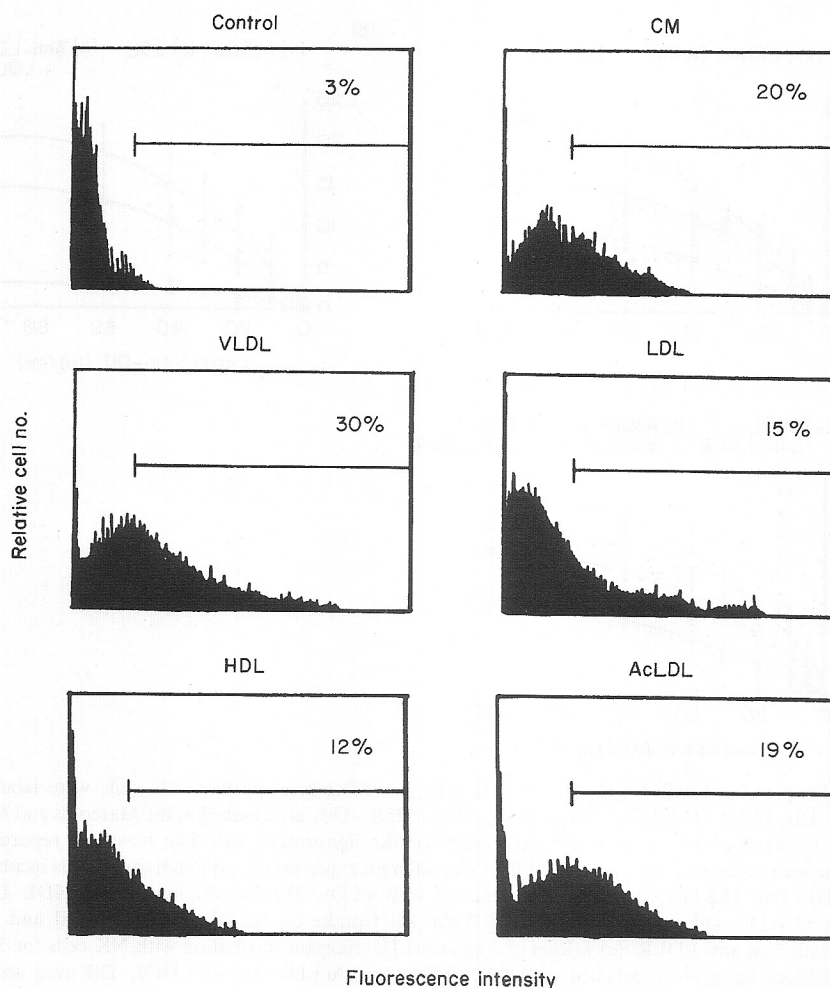 Control
CM
3%
20%
VLDL
LDL
30%
15%
Relative cell no.
HDL
AcLDL
12%
19%
Fluorescence intensity